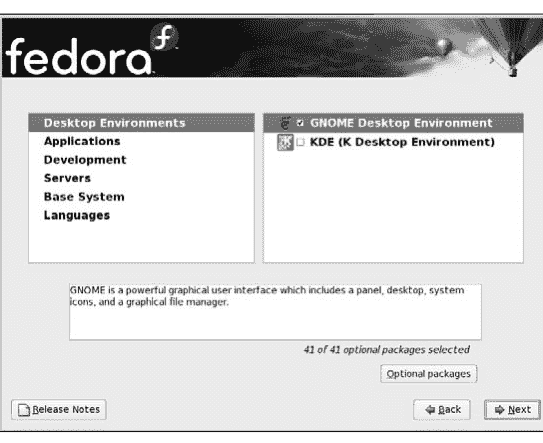 fedora
Desktop Environments
Applications
Development
Servers
Base System
Languages
GNOME Desktop Environment
KDE (K Desktop Environment)
GNOME is a powerful graphical user interface which includes a panel, desktop, system
icons, and a graphical file manager.
41 of 41 optional packages selected
Optional packages
Release Notes
Back
Next